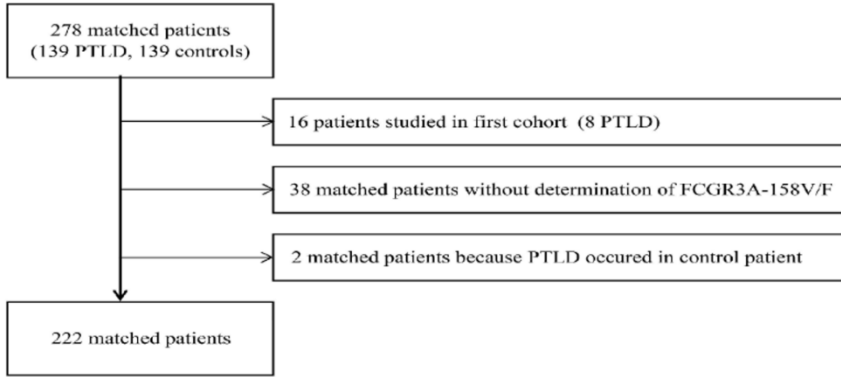 278 matched patients
(139 PTLD, 139 controls)
16 patients studied in first cohort (8 PTLD)
38 matched patients without determination of FCGR3A-158V/F
2 matched patients because PTLD occured in control patient
222 matched patients